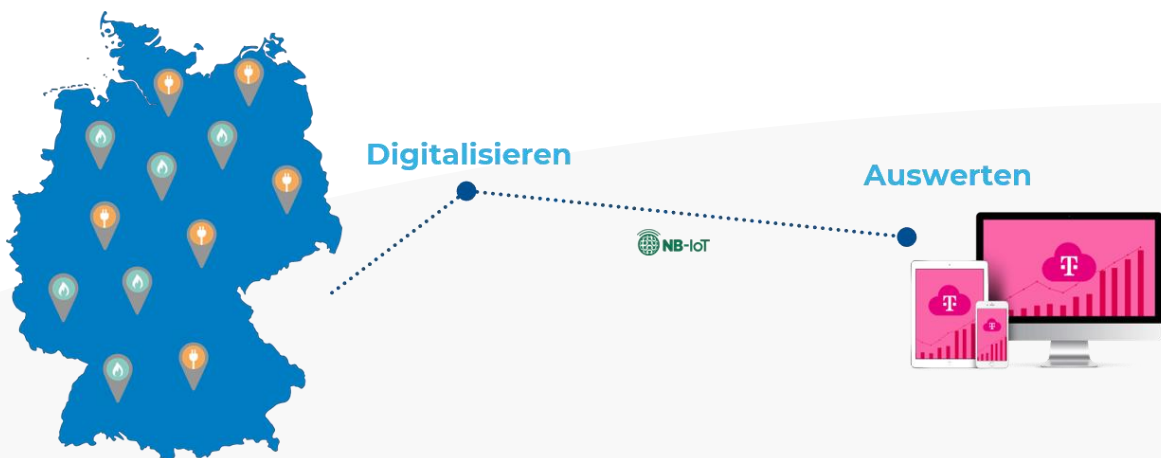 Digitalisieren
Auswerten
NB-IoT
T
T
T